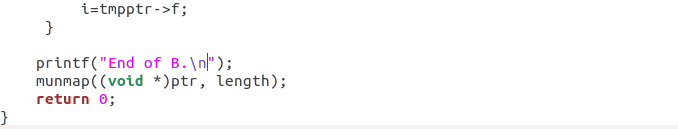 i=tmpptr->f;
}
printf("End of B.\n");
munmap((void *)ptr, length);
return 0;
}